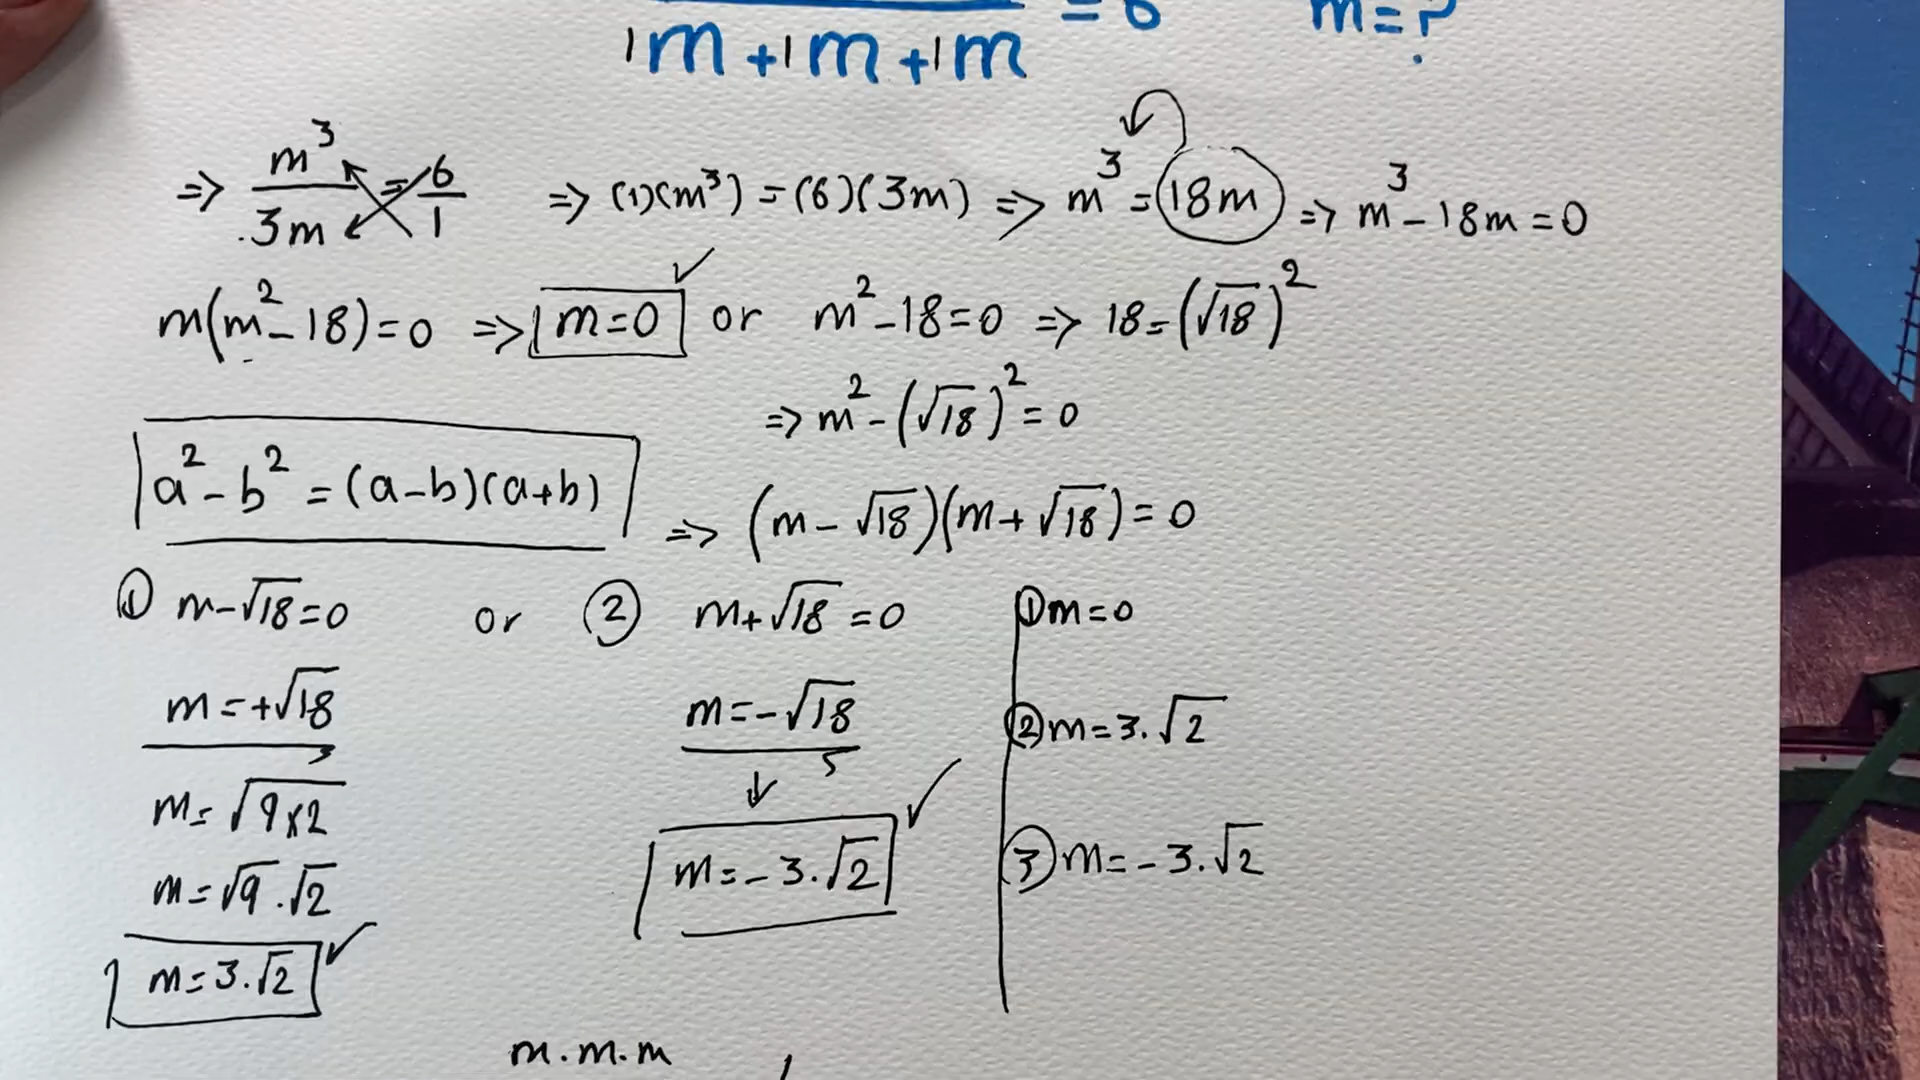 1m+1m+1m = 6 m=?
=> m³/3m = 6/1 => (1)(m³) = (6)(3m) => m³ = 18m => m³ - 18m = 0
m(m² - 18) = 0 => m=0 ✓ or m² - 18 = 0 => 18 = (√18)²
=> m² - (√18)² = 0
a² - b² = (a-b)(a+b)
=> (m - √18)(m + √18) = 0
① m - √18 = 0 or ② m + √18 = 0
m = +√18
m = √9×2
m = √9 . √2
m = 3.√2 ✓
m = -√18
↓
m = -3.√2 ✓
① m = 0
② m = 3.√2
③ m = -3.√2
m.m.m